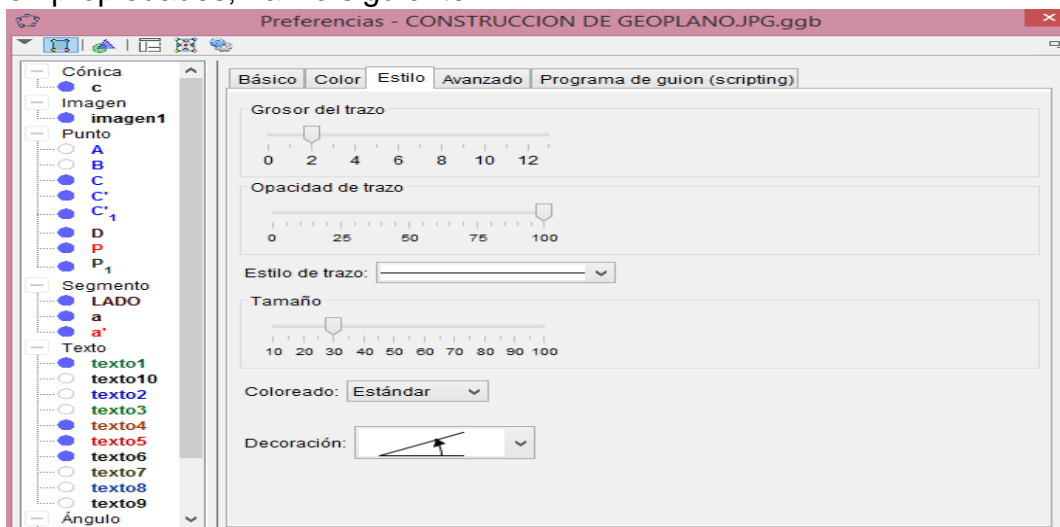 Preferencias - CONSTRUCCION DE GEOPLANO.JPG.ggb
Cónica
c
Imagen
imagen1
Punto
A
B
C
C'
C'1
D
P
P1
Segmento
LADO
a
a'
Texto
texto1
texto10
texto2
texto3
texto4
texto5
texto6
texto7
texto8
texto9
Ángulo
Básico Color Estilo Avanzado Programa de guion (scripting)
Grosor del trazo
0 2 4 6 8 10 12
Opacidad de trazo
0 25 50 75 100
Estilo de trazo:
Tamaño
10 20 30 40 50 60 70 80 90 100
Coloreado: Estándar
Decoración: